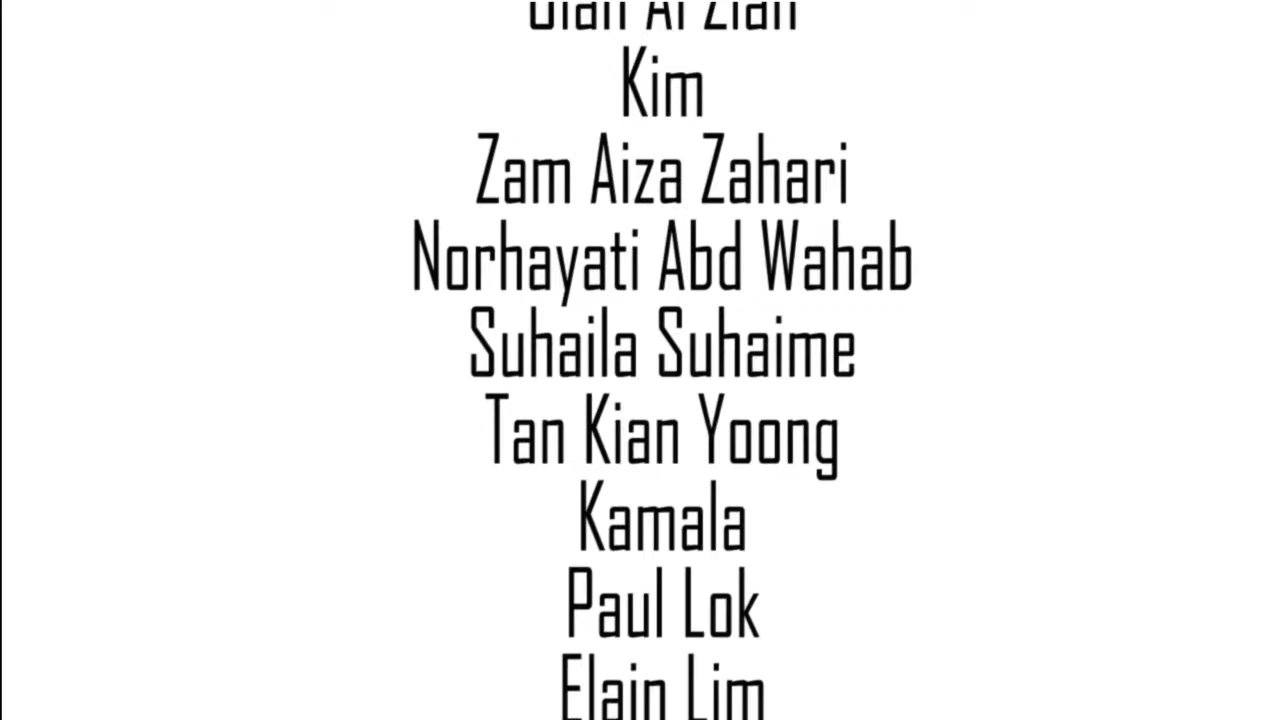 Kim
Zam Aiza Zahari
Norhayati Abd Wahab
Suhaila Suhaime
Tan Kian Yoong
Kamala
Paul Lok
Elain Lim